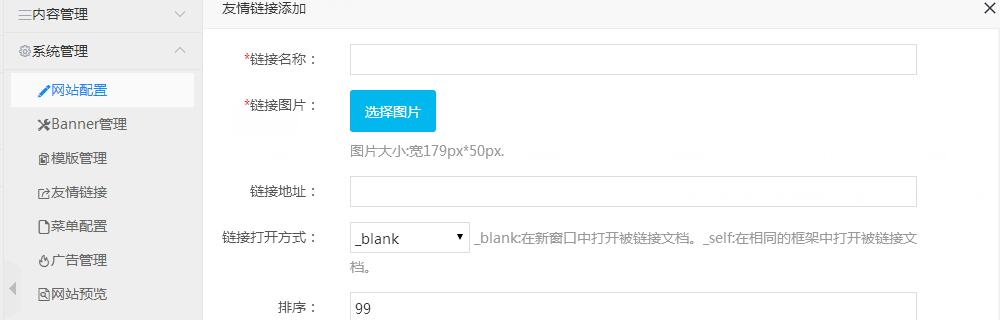 内容管理
系统管理
网站配置
Banner管理
模版管理
友情链接
菜单配置
广告管理
网站预览
友情链接添加
*链接名称：
*链接图片：
选择图片
图片大小:宽179px*50px.
链接地址：
链接打开方式：
_blank
_blank:在新窗口中打开被链接文档。_self:在相同的框架中打开被链接文
档。
排序：
99